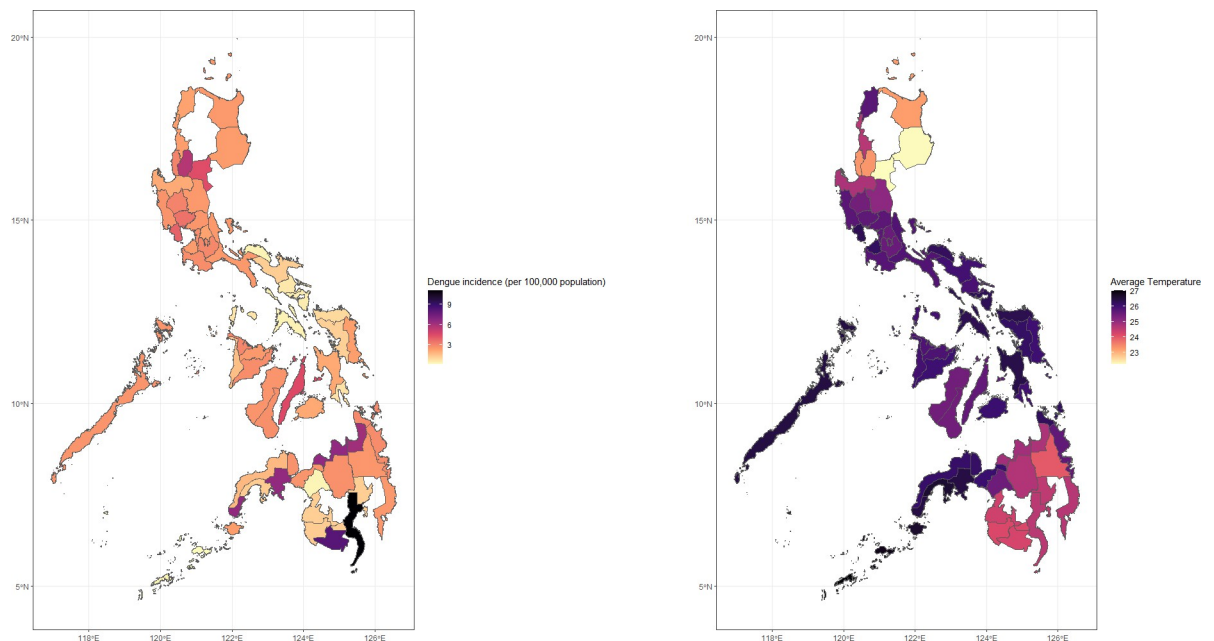 20°N
15°N
10°N
5°N
118°E 120°E 122°E 124°E 126°E
Dengue incidence (per 100,000 population)
9
6
3
20°N
15°N
10°N
5°N
118°E 120°E 122°E 124°E 126°E
Average Temperature
27
26
25
24
23